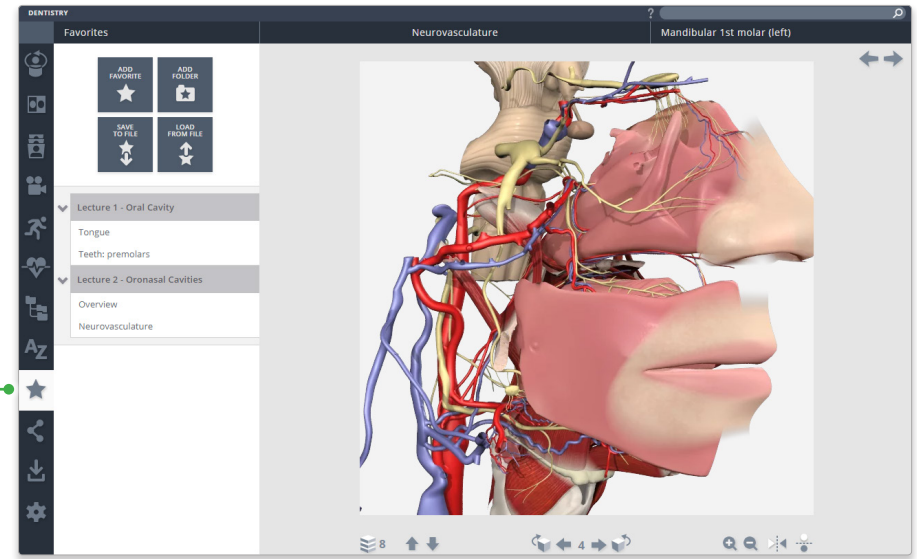 DENTISTRY
?
Favorites
Neurovasculature
Mandibular 1st molar (left)
ADD
FAVORITE
ADD
FOLDER
SAVE
TO FILE
LOAD
FROM FILE
Lecture 1 - Oral Cavity
Tongue
Teeth: premolars
Lecture 2 - Oronasal Cavities
Overview
Neurovasculature
AZ
8
4